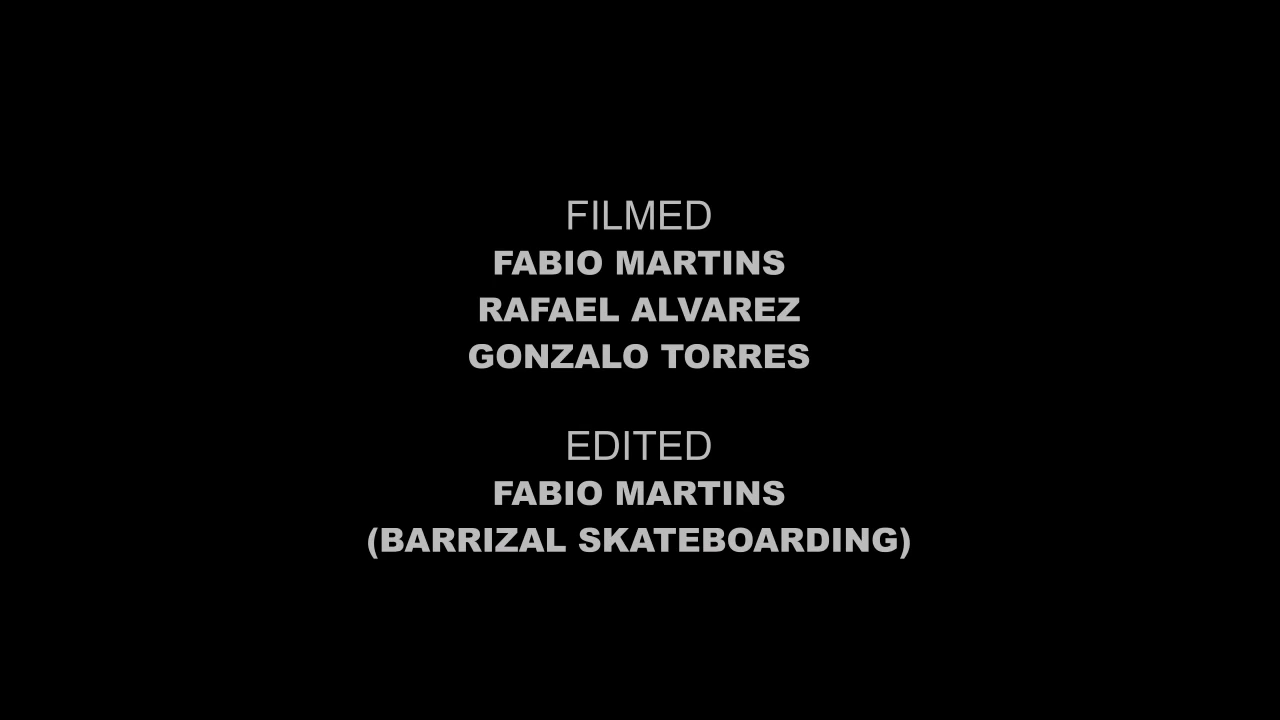 FILMED
FABIO MARTINS
RAFAEL ALVAREZ
GONZALO TORRES
EDITED
FABIO MARTINS
(BARRIZAL SKATEBOARDING)